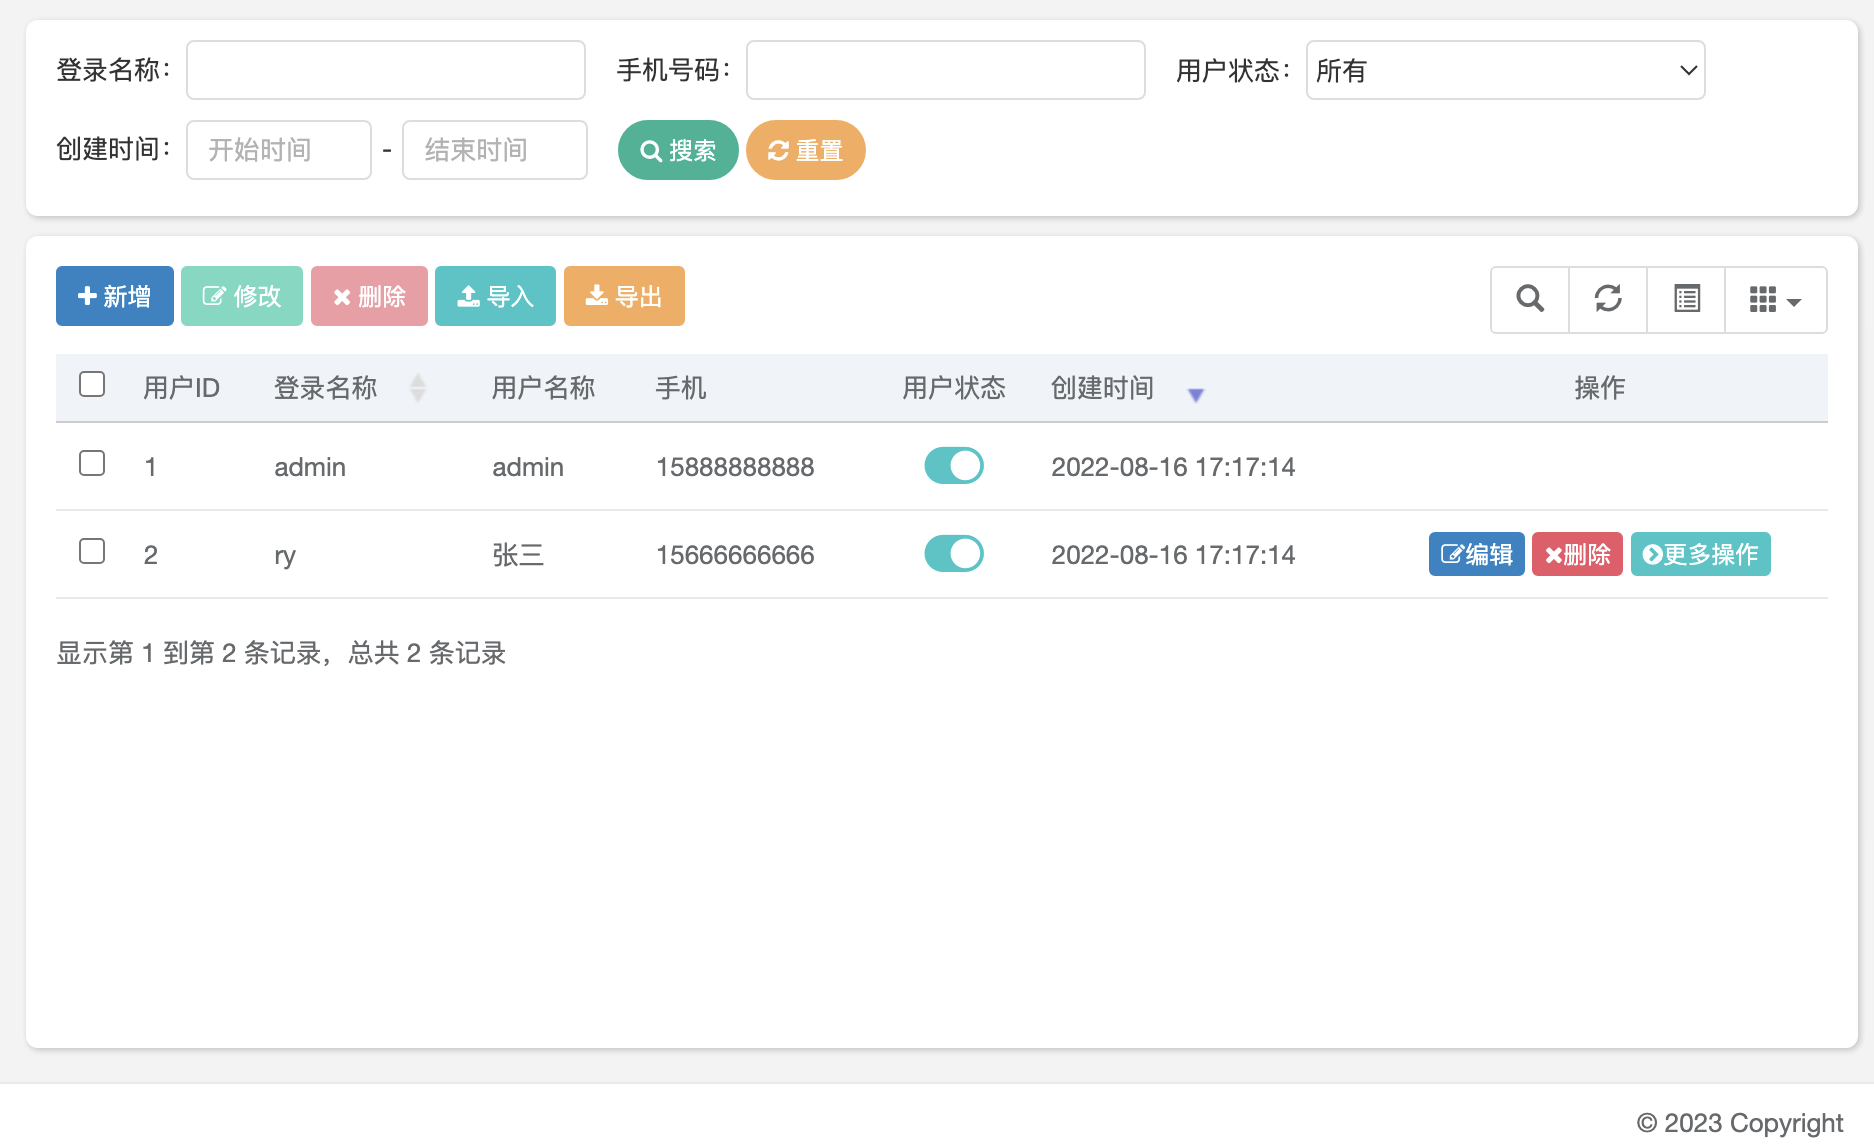 登录名称： 手机号码： 用户状态： 所有
创建时间： 开始时间 - 结束时间 搜索 重置
新增 修改 删除 导入 导出
用户ID 登录名称 用户名称 手机 用户状态 创建时间 操作
1 admin admin 15888888888 2022-08-16 17:17:14
2 ry 张三 15666666666 2022-08-16 17:17:14 编辑 删除 更多操作
显示第 1 到第 2 条记录，总共 2 条记录
© 2023 Copyright